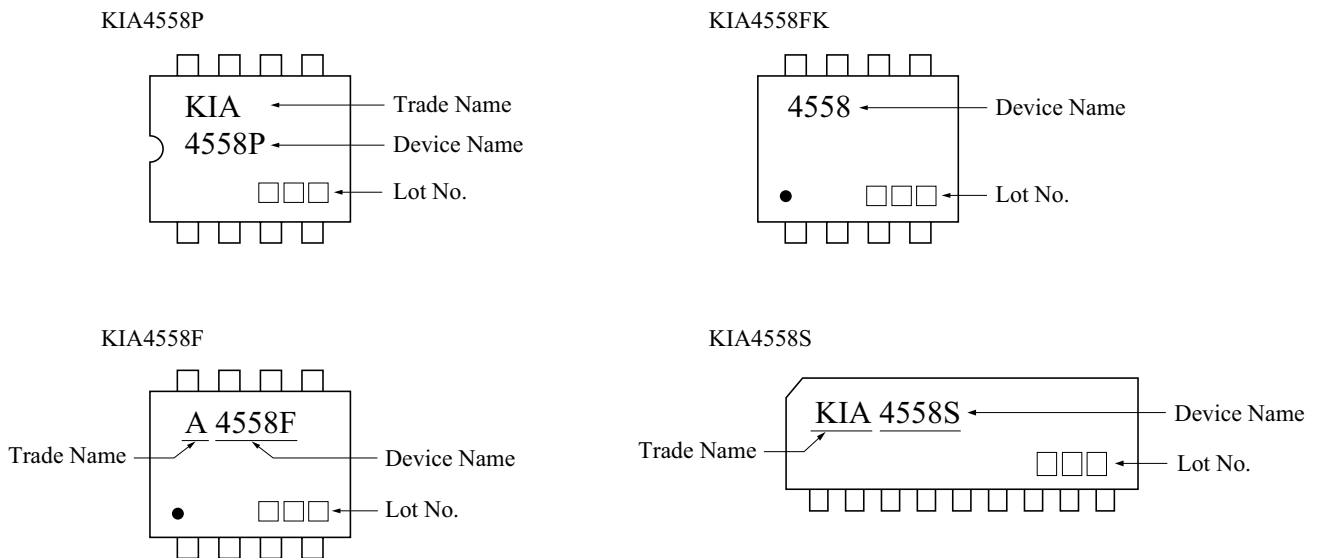 KIA4558P
KIA
Trade Name
4558P
Device Name
Lot No.
KIA4558FK
4558
Device Name
Lot No.
KIA4558F
A 4558F
Trade Name
Device Name
Lot No.
KIA4558S
KIA 4558S
Device Name
Trade Name
Lot No.